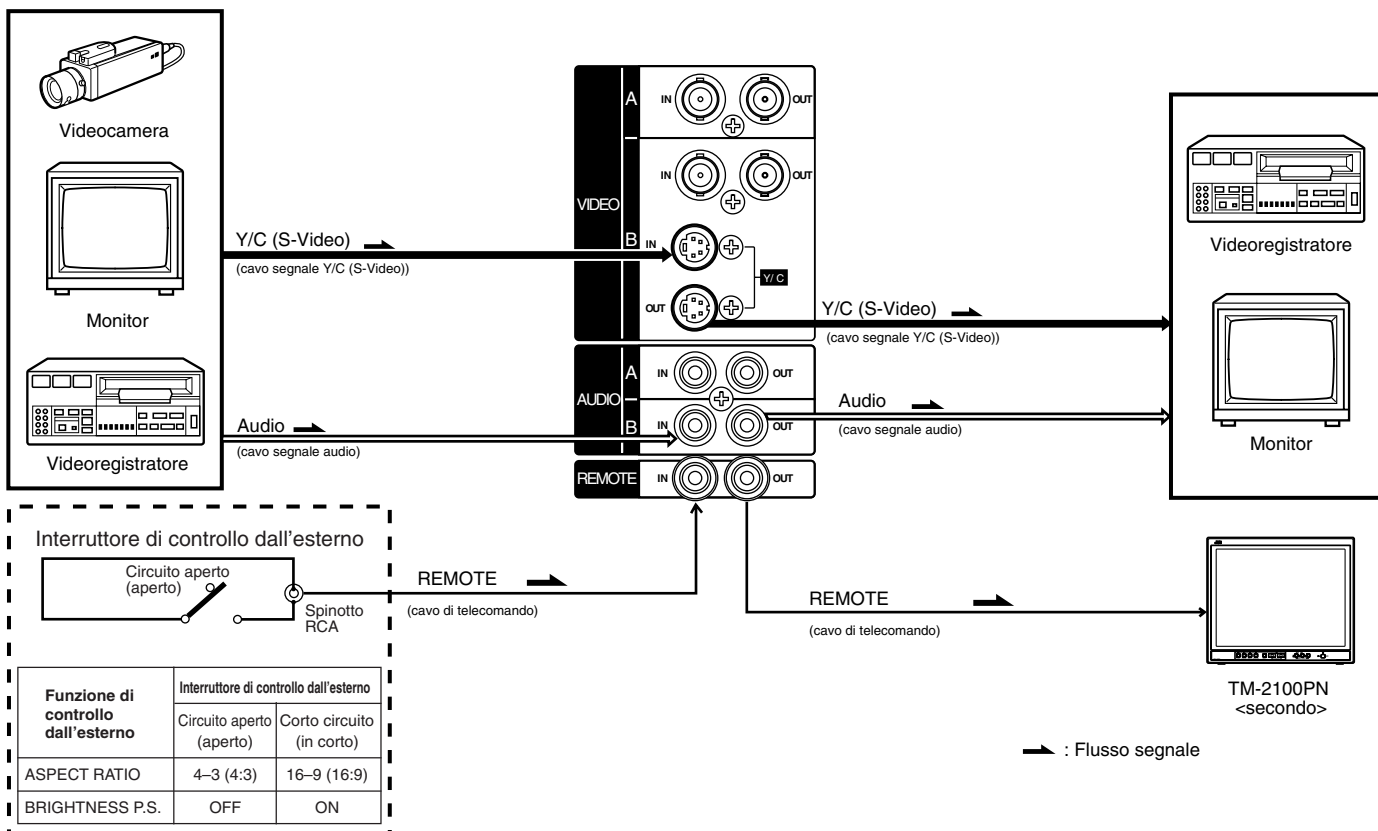 Videocamera
Monitor
Videoregistratore
Y/C (S-Video)
(cavo segnale Y/C (S-Video))
Audio
(cavo segnale audio)
VIDEO
A
IN
OUT
B
IN
OUT
IN
OUT
Y/C
AUDIO
A
IN
OUT
B
IN
OUT
REMOTE
IN
OUT
Y/C (S-Video)
(cavo segnale Y/C (S-Video))
Audio
(cavo segnale audio)
Videoregistratore
Monitor
Interruttore di controllo dall'esterno
Circuito aperto
(aperto)
Spinotto
RCA
REMOTE
(cavo di telecomando)
REMOTE
(cavo di telecomando)
TM-2100PN
<secondo>
: Flusso segnale
Funzione di
controllo
dall'esterno
Interruttore di controllo dall'esterno
Circuito aperto
(aperto)
Corto circuito
(in corto)
ASPECT RATIO
4–3 (4:3)
16–9 (16:9)
BRIGHTNESS P.S.
OFF
ON